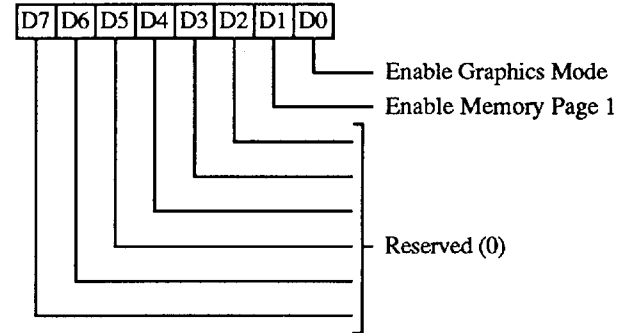 D7 D6 D5 D4 D3 D2 D1 D0
Enable Graphics Mode
Enable Memory Page 1
Reserved (0)